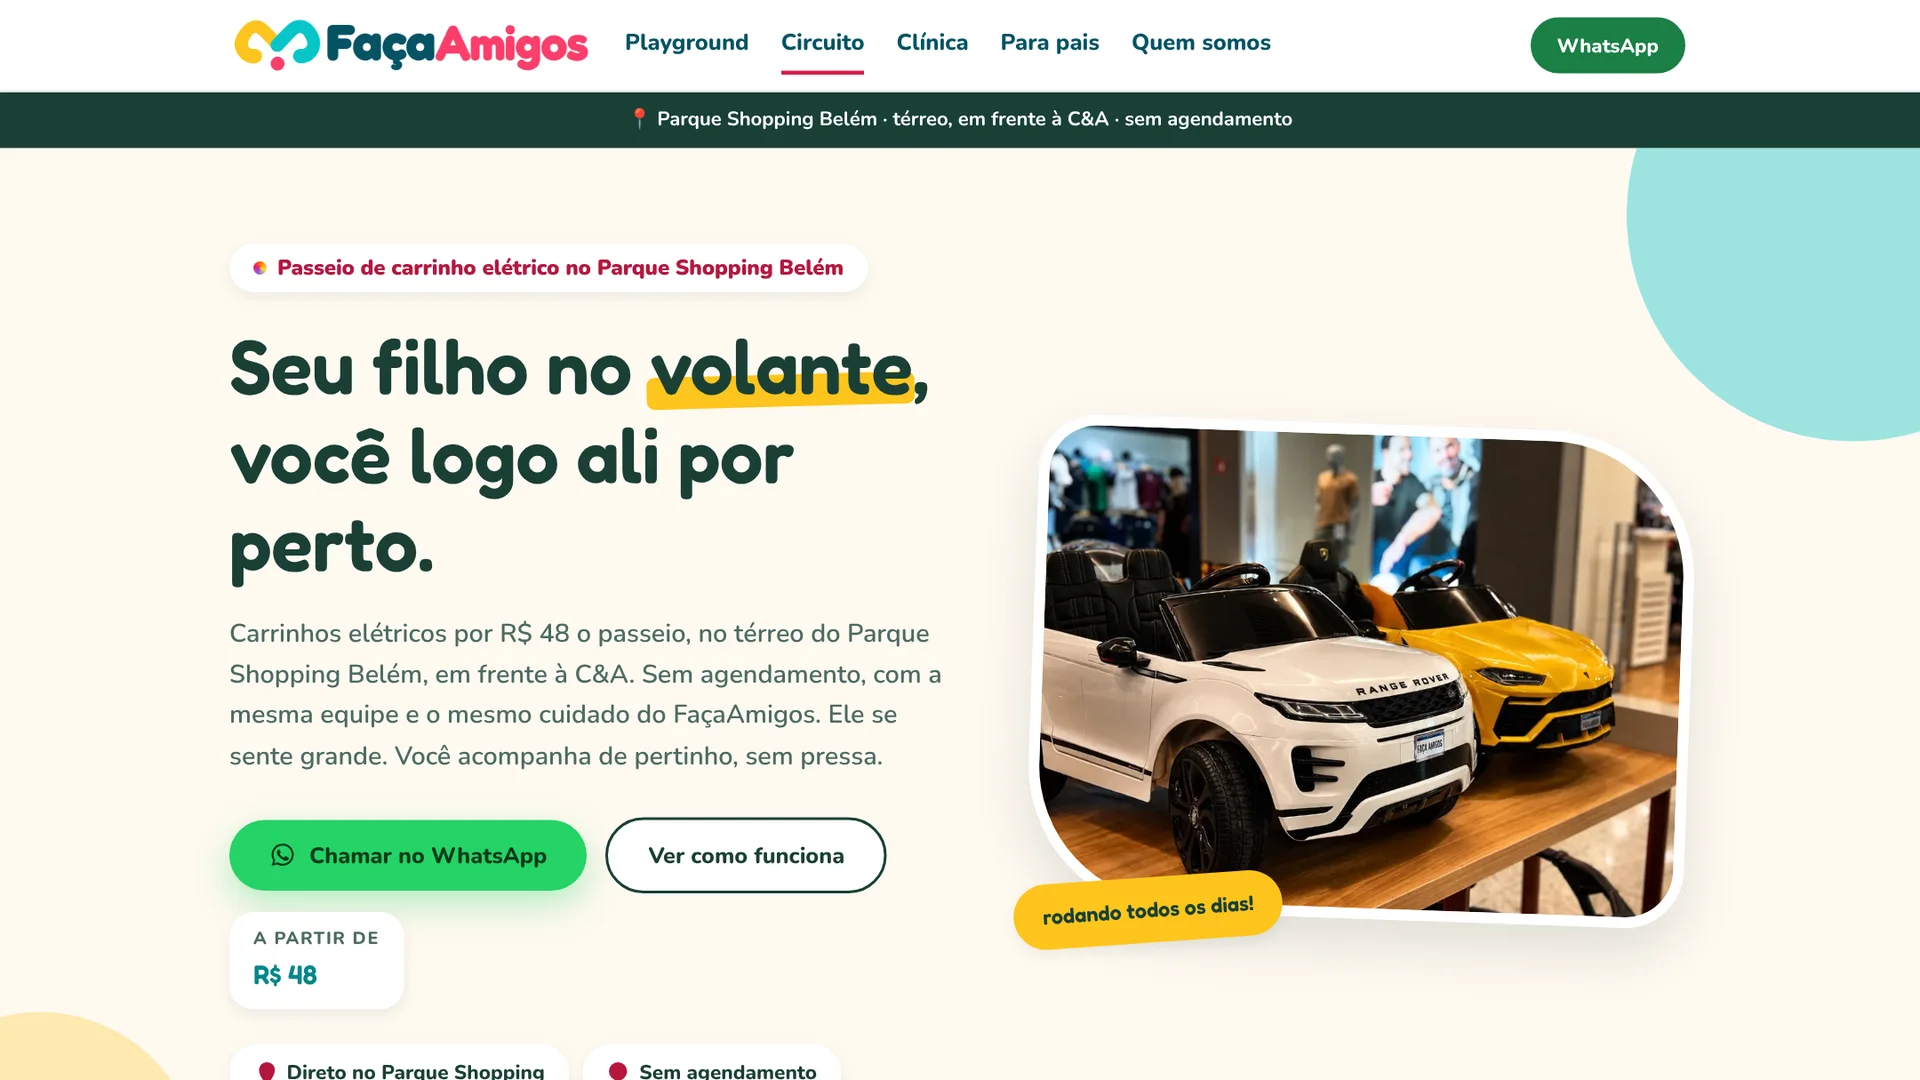 FaçaAmigos
Playground
Circuito
Clínica
Para pais
Quem somos
WhatsApp
Parque Shopping Belém · térreo, em frente à C&A · sem agendamento
Passeio de carrinho elétrico no Parque Shopping Belém
Seu filho no volante,
você logo ali por
perto.
Carrinhos elétricos por R$ 48 o passeio, no térreo do Parque
Shopping Belém, em frente à C&A. Sem agendamento, com a
mesma equipe e o mesmo cuidado do FaçaAmigos. Ele se
sente grande. Você acompanha de pertinho, sem pressa.
Chamar no WhatsApp
Ver como funciona
A PARTIR DE
R$ 48
RANGE ROVER
FAÇA AMIGOS
rodando todos os dias!
Direto no Parque Shopping
Sem agendamento